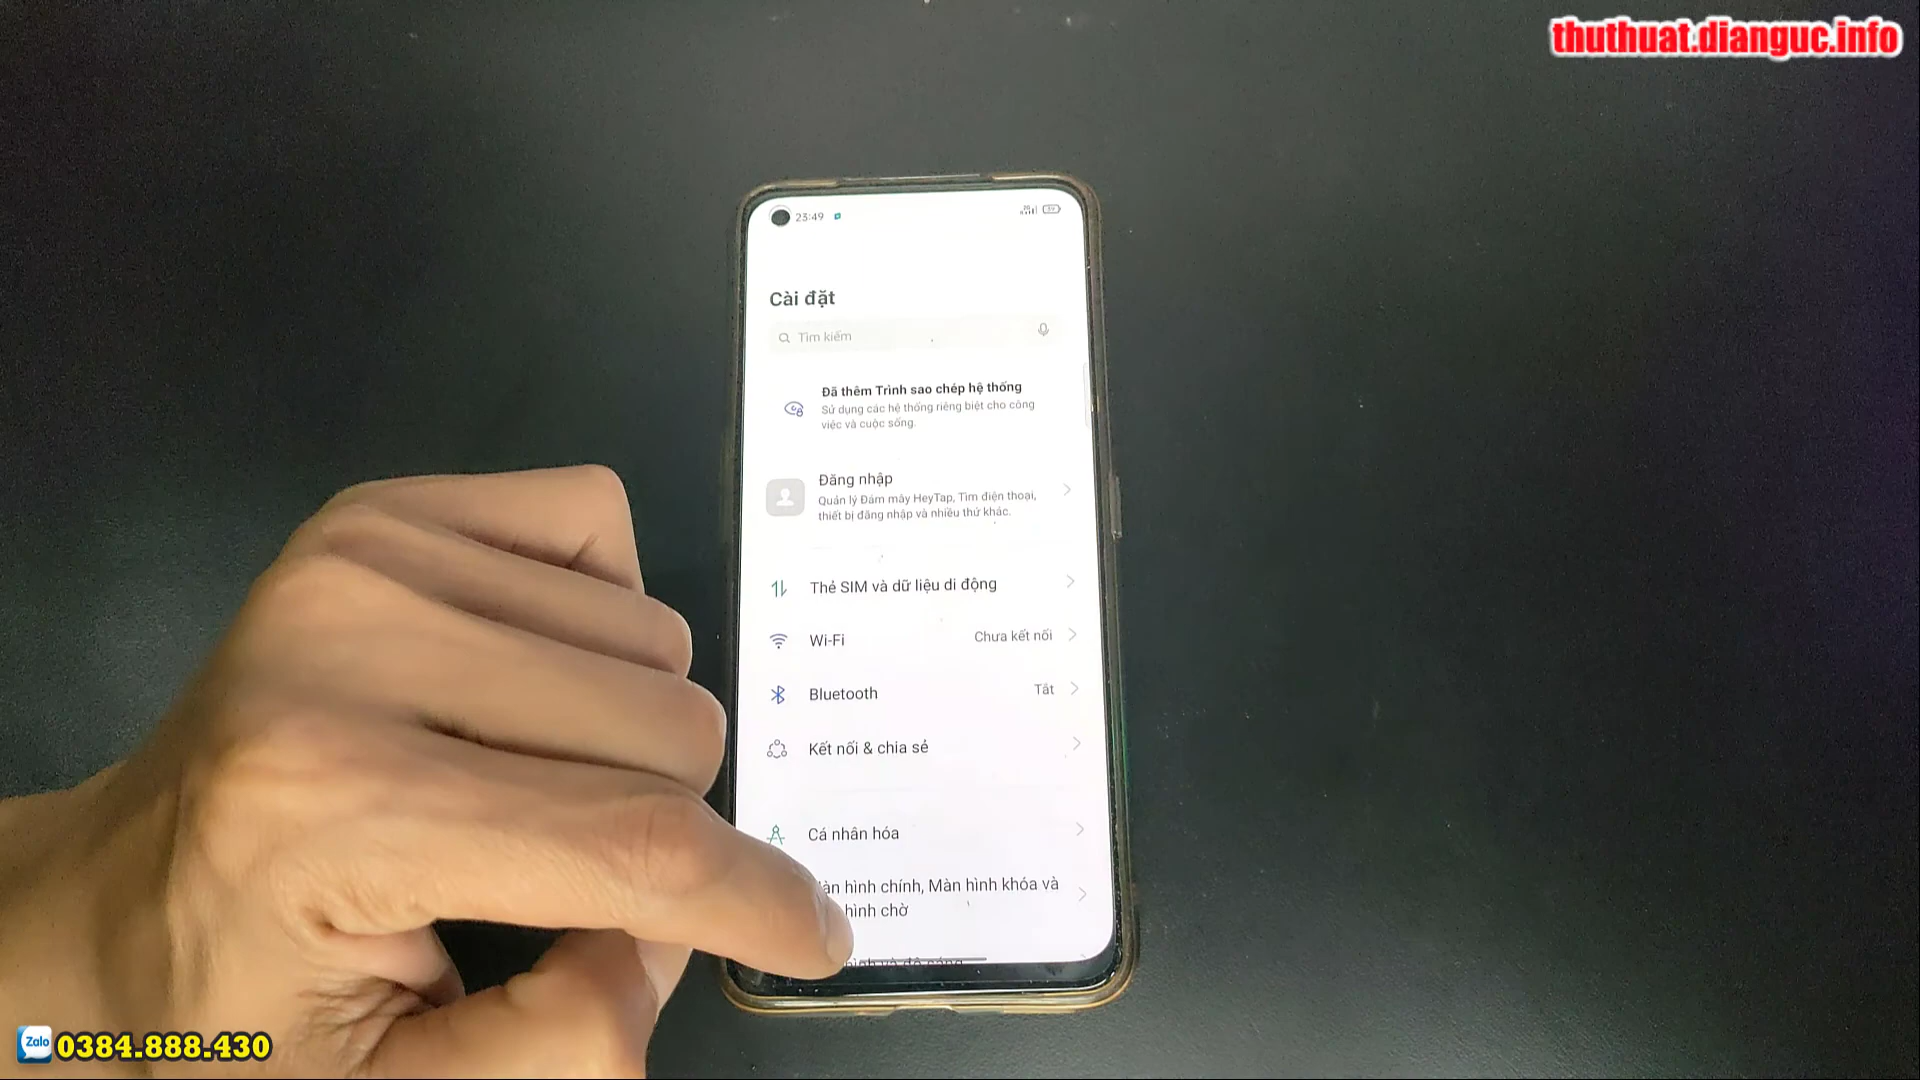 thuthuat.dianguc.info
23:49
Cài đặt
Tìm kiếm
Đã thêm Trình sao chép hệ thống
Sử dụng các hệ thống riêng biệt cho công
việc và cuộc sống.
Đăng nhập
Quản lý Đám mây HeyTap, Tìm điện thoại,
thiết bị đăng nhập và nhiều thứ khác.
Thẻ SIM và dữ liệu di động
Wi-Fi
Chưa kết nối
Bluetooth
Tắt
Kết nối & chia sẻ
Cá nhân hóa
àn hình chính, Màn hình khóa và
hình chờ
Zalo
0384.888.430